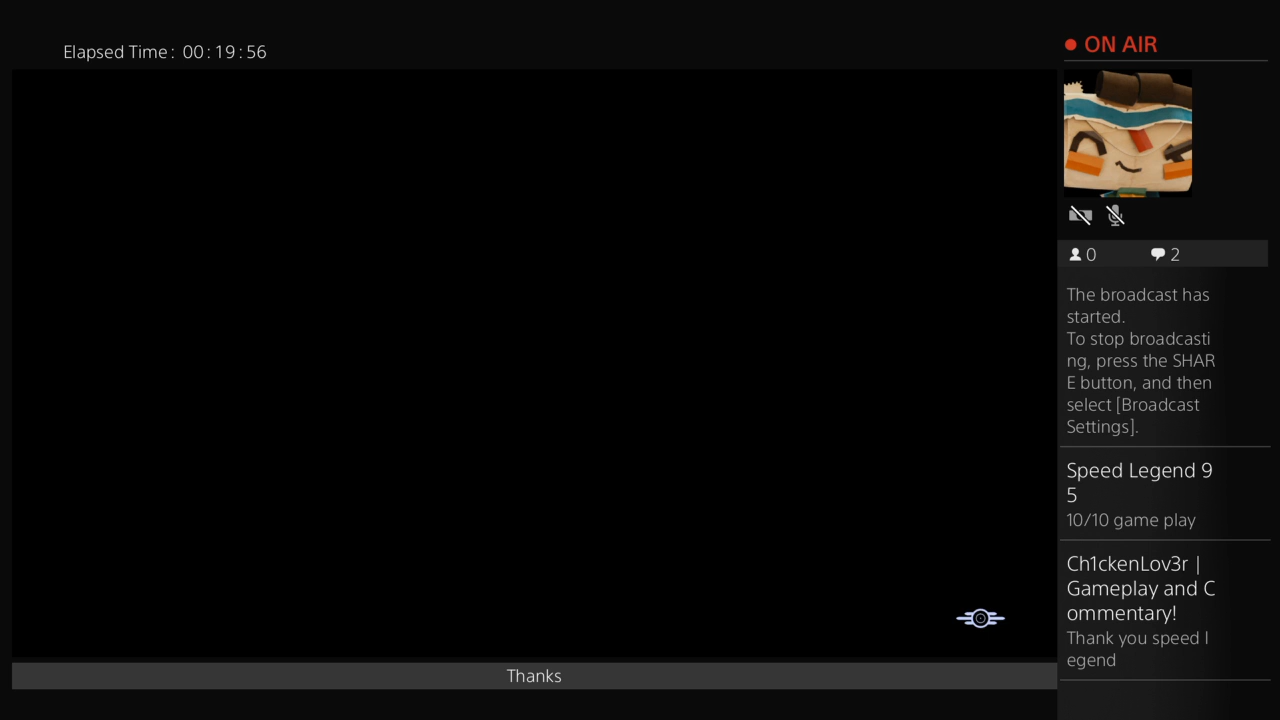 Elapsed Time: 00:19:56
ON AIR
0
2
The broadcast has
started.
To stop broadcasti
ng, press the SHAR
E button, and then
select [Broadcast
Settings].
Speed Legend 9
5
10/10 game play
Ch1ckenLov3r |
Gameplay and C
ommentary!
Thank you speed l
egend
Thanks